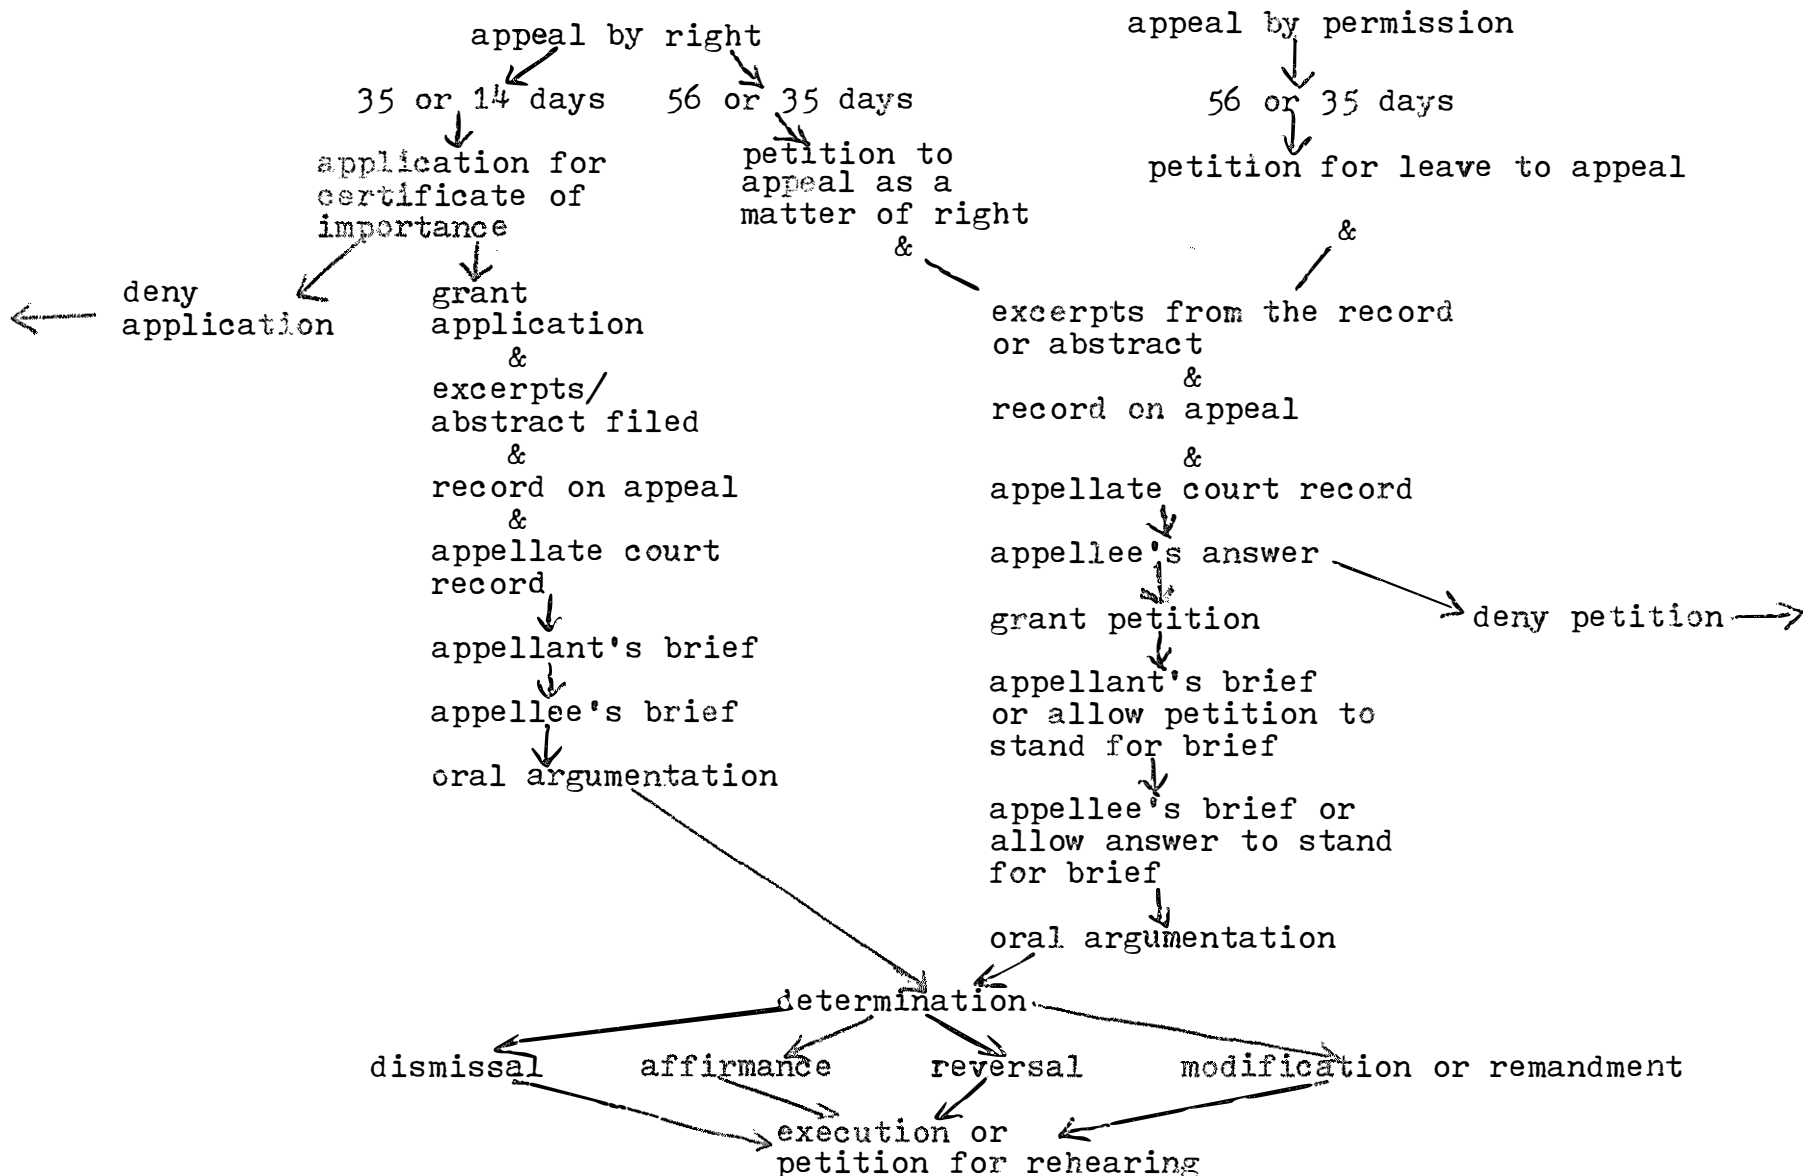 appeal by right
appeal by permission
35 or 14 days
56 or 35 days
56 or 35 days
application for
certificate of
importance
petition to
appeal as a
matter of right
&
petition for leave to appeal
&
deny
application
grant
application
&
excerpts/
abstract filed
&
record on appeal
&
appellate court
record
appellant's brief
appellee's brief
oral argumentation
excerpts from the record
or abstract
&
record on appeal
&
appellate court record
appellee's answer
grant petition
deny petition
appellant's brief
or allow petition to
stand for brief
appellee's brief or
allow answer to stand
for brief
oral argumentation
determination
dismissal
affirmance
reversal
modification or remandment
execution or
petition for rehearing